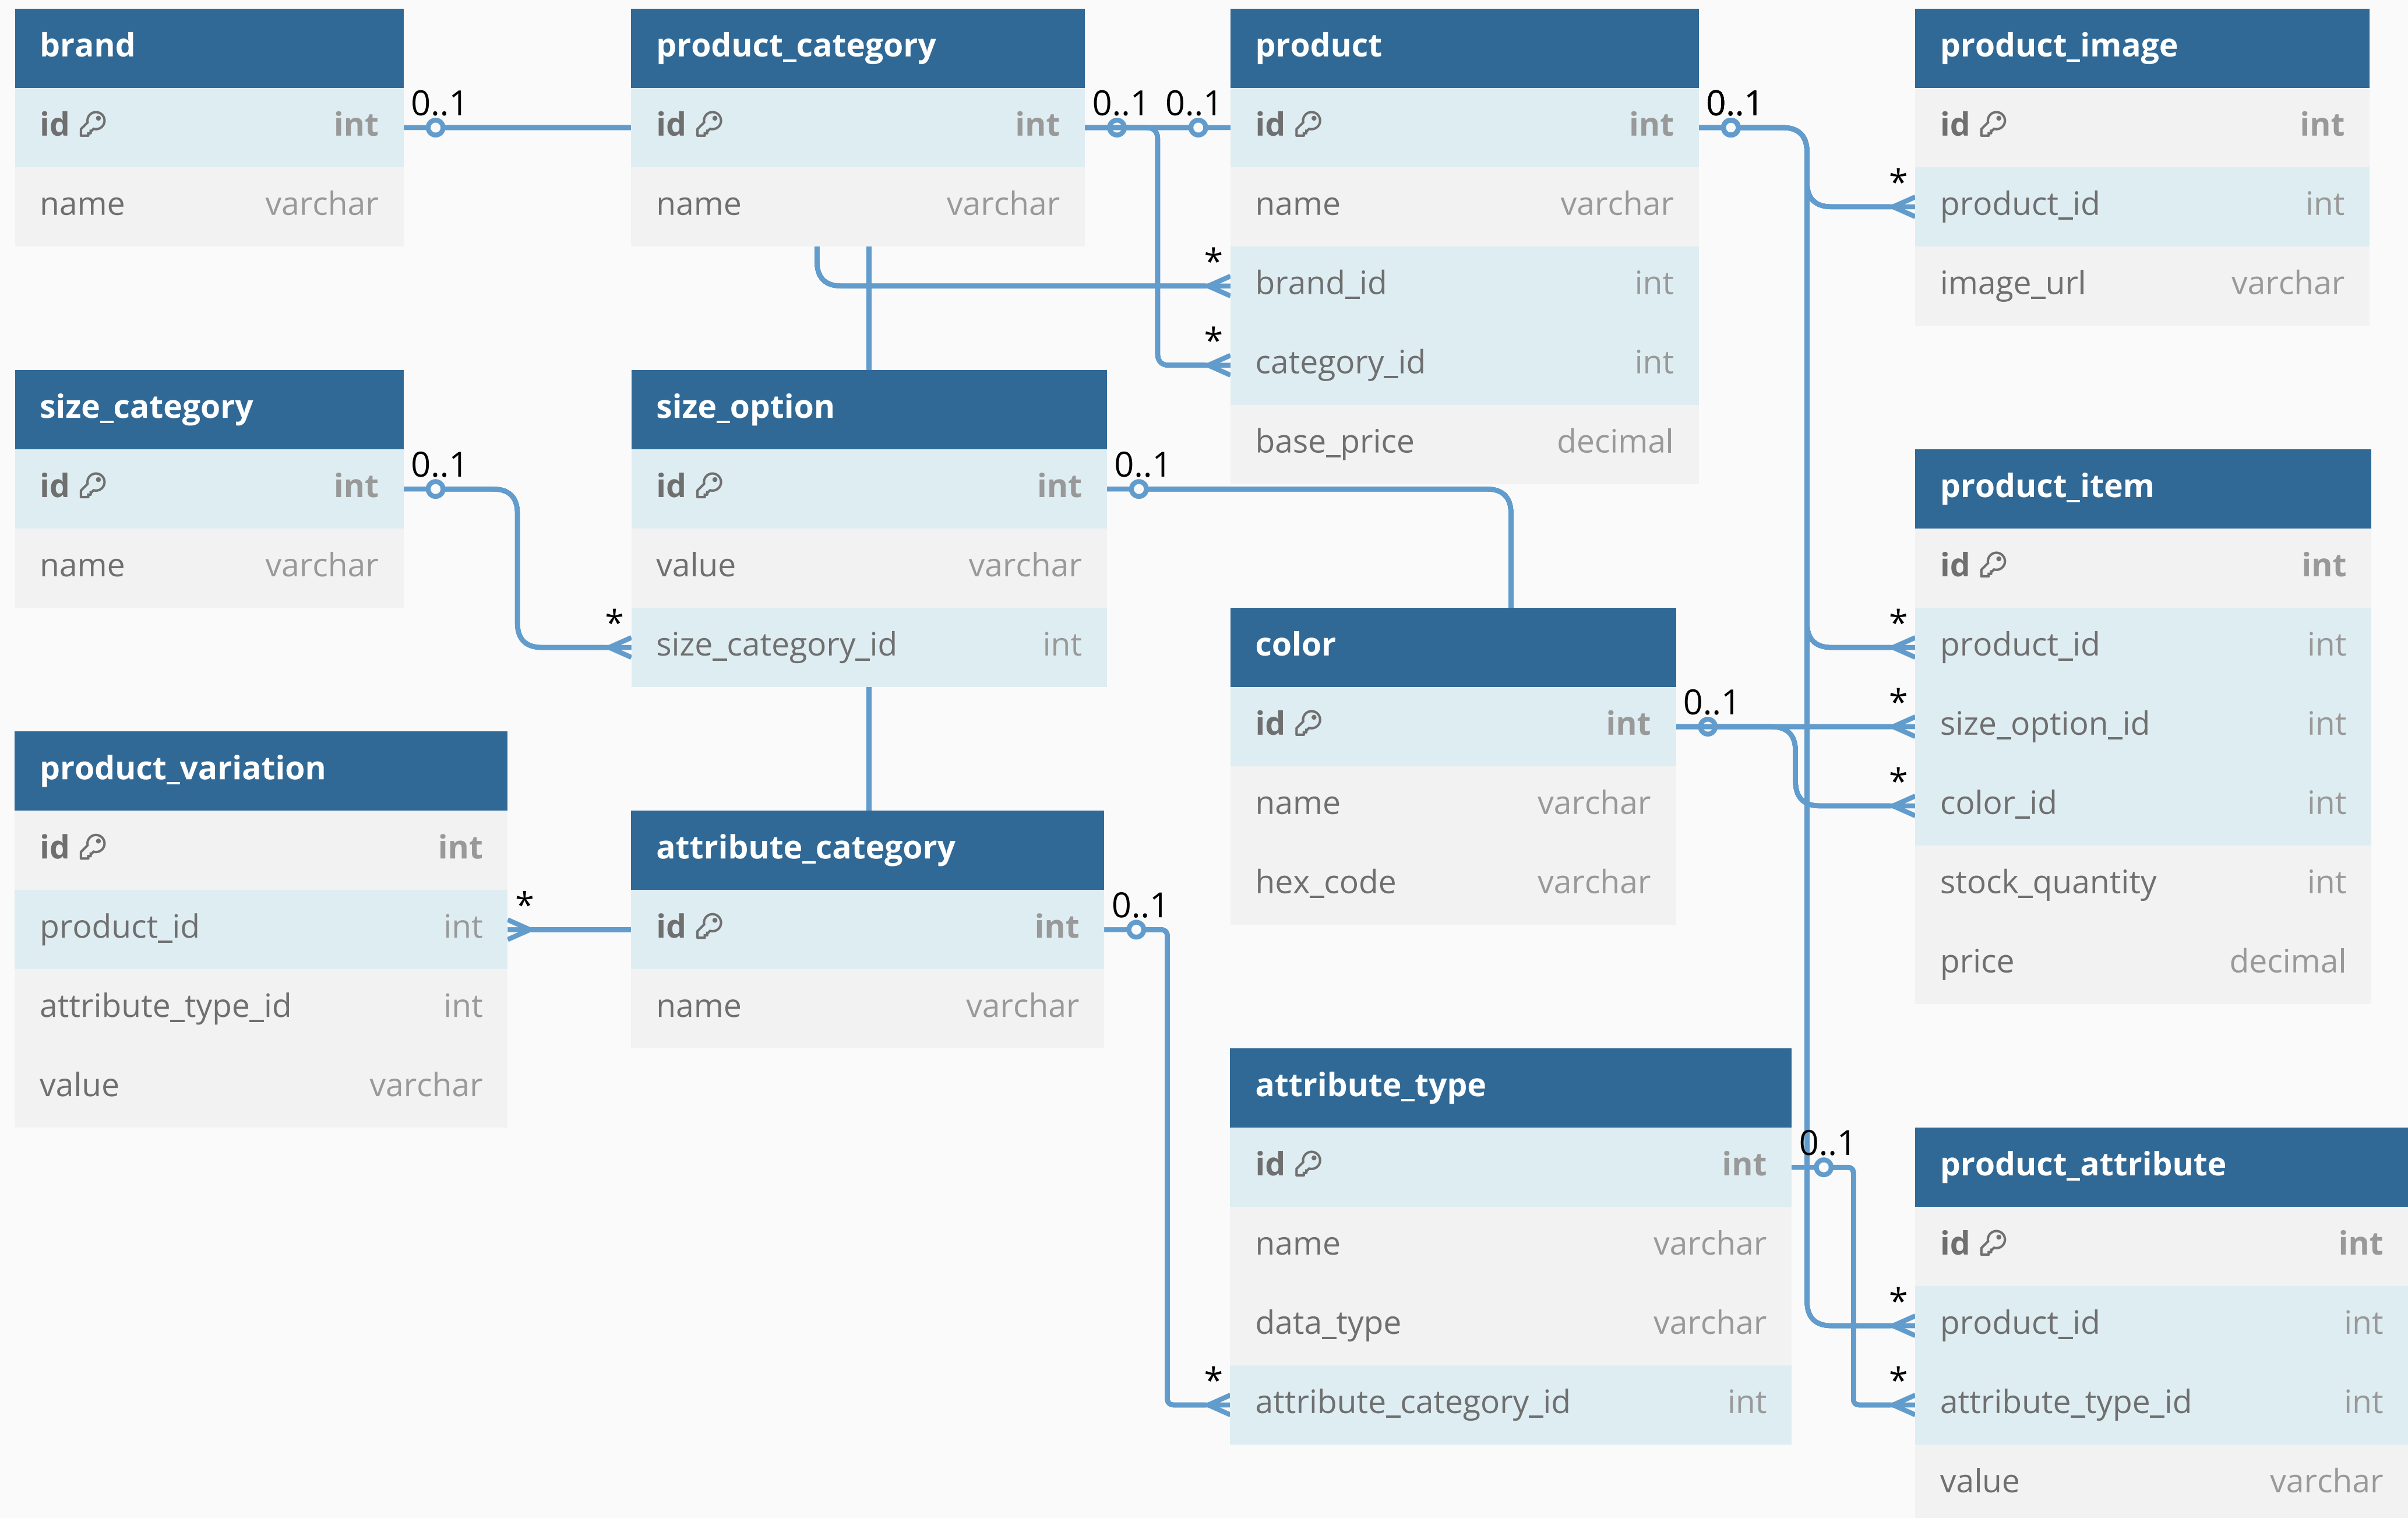 brand
id int
0..1
name varchar
product_category
id int
0..1
name varchar
product
0..1
id int
0..1
name varchar
*
brand_id int
*
category_id int
base_price decimal
product_image
id int
*
product_id int
image_url varchar
size_category
id int
0..1
name varchar
size_option
id int
0..1
value varchar
*
size_category_id int
product_item
id int
*
product_id int
*
size_option_id int
*
color_id int
stock_quantity int
price decimal
color
id int
0..1
name varchar
hex_code varchar
product_variation
id int
*
product_id int
attribute_type_id int
value varchar
attribute_category
id int
0..1
name varchar
attribute_type
id int
0..1
name varchar
data_type varchar
*
attribute_category_id int
product_attribute
id int
*
product_id int
*
attribute_type_id int
value varchar